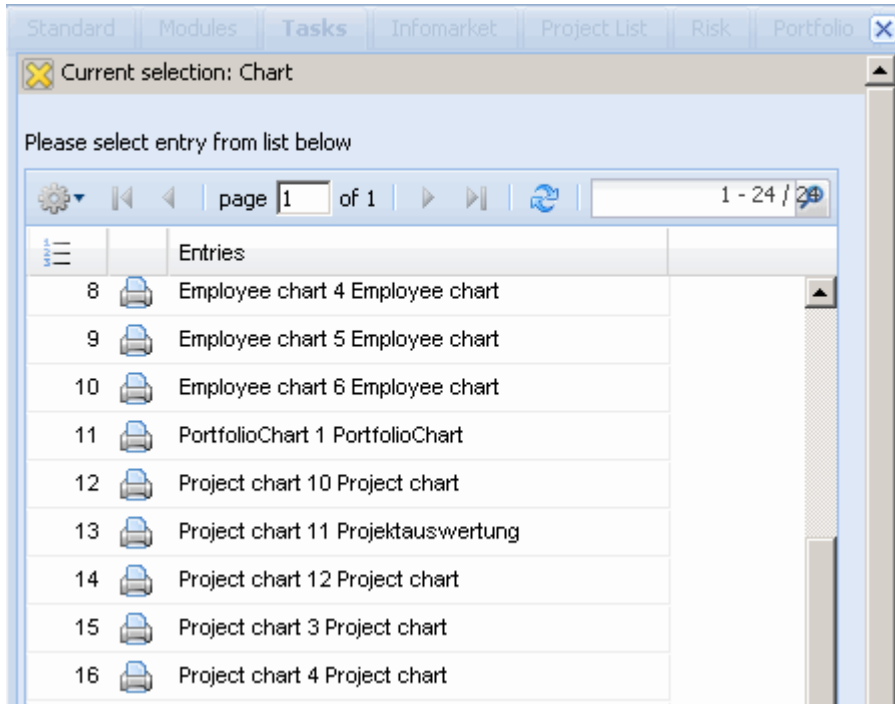 Standard Modules Tasks Infomarket Project List Risk Portfolio
Current selection: Chart
Please select entry from list below
page 1 of 1 1 - 24 / 24
Entries
8 Employee chart 4 Employee chart
9 Employee chart 5 Employee chart
10 Employee chart 6 Employee chart
11 PortfolioChart 1 PortfolioChart
12 Project chart 10 Project chart
13 Project chart 11 Projektauswertung
14 Project chart 12 Project chart
15 Project chart 3 Project chart
16 Project chart 4 Project chart